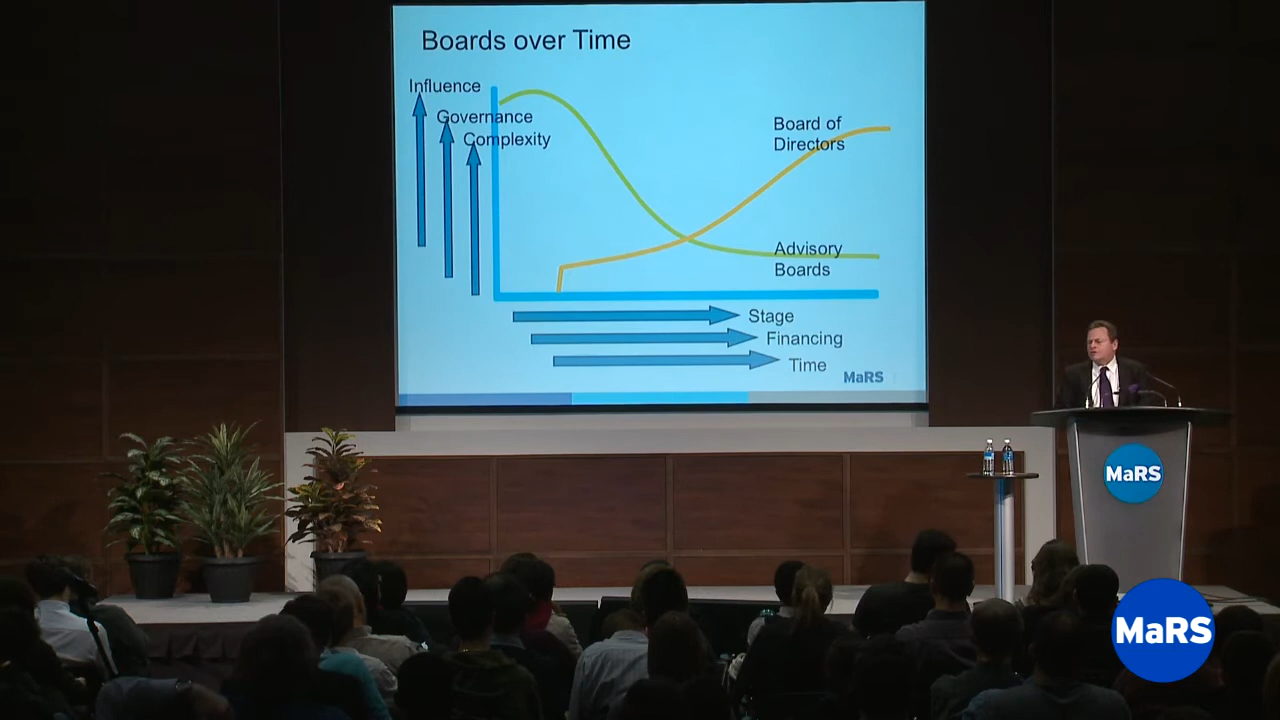 Boards over Time
Influence
Governance
Complexity
Board of
Directors
Advisory
Boards
Stage
Financing
Time
MaRS
MaRS
MaRS